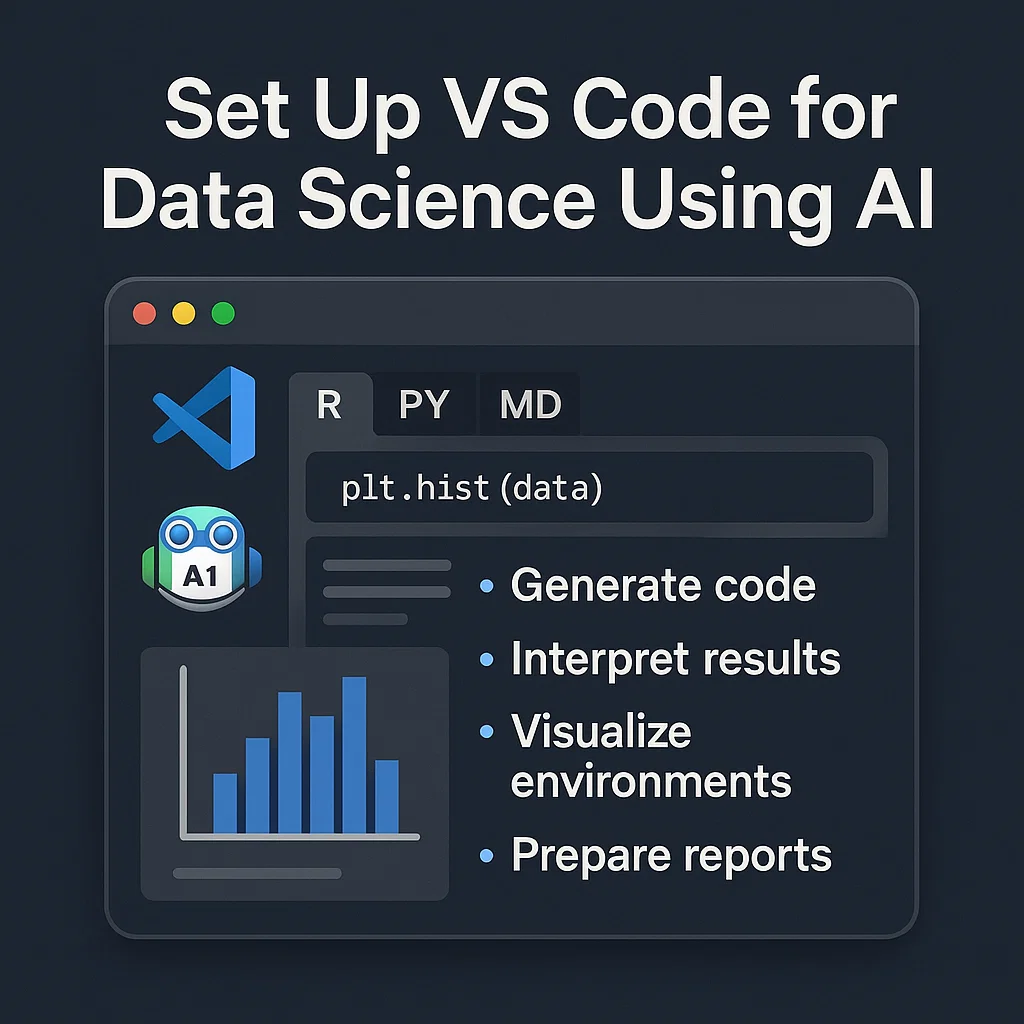 Set Up VS Code for
Data Science Using AI
R PY MD
plt.hist(data)
A1
• Generate code
• Interpret results
• Visualize
environments
• Prepare reports